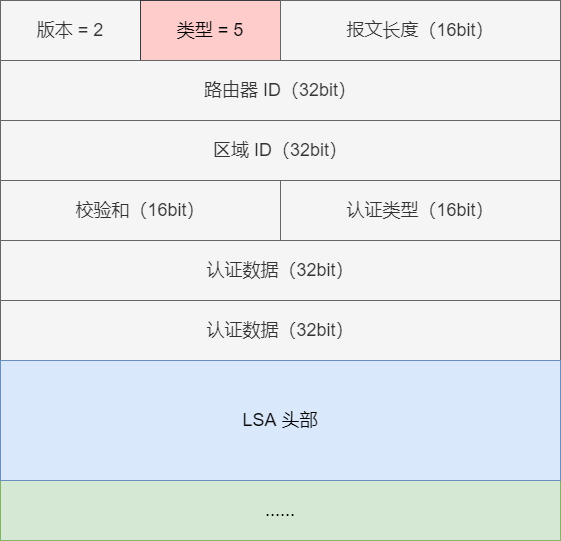 版本 = 2
类型 = 5
报文长度（16bit）
路由器 ID（32bit）
区域 ID（32bit）
校验和（16bit）
认证类型（16bit）
认证数据（32bit）
认证数据（32bit）
LSA 头部
······